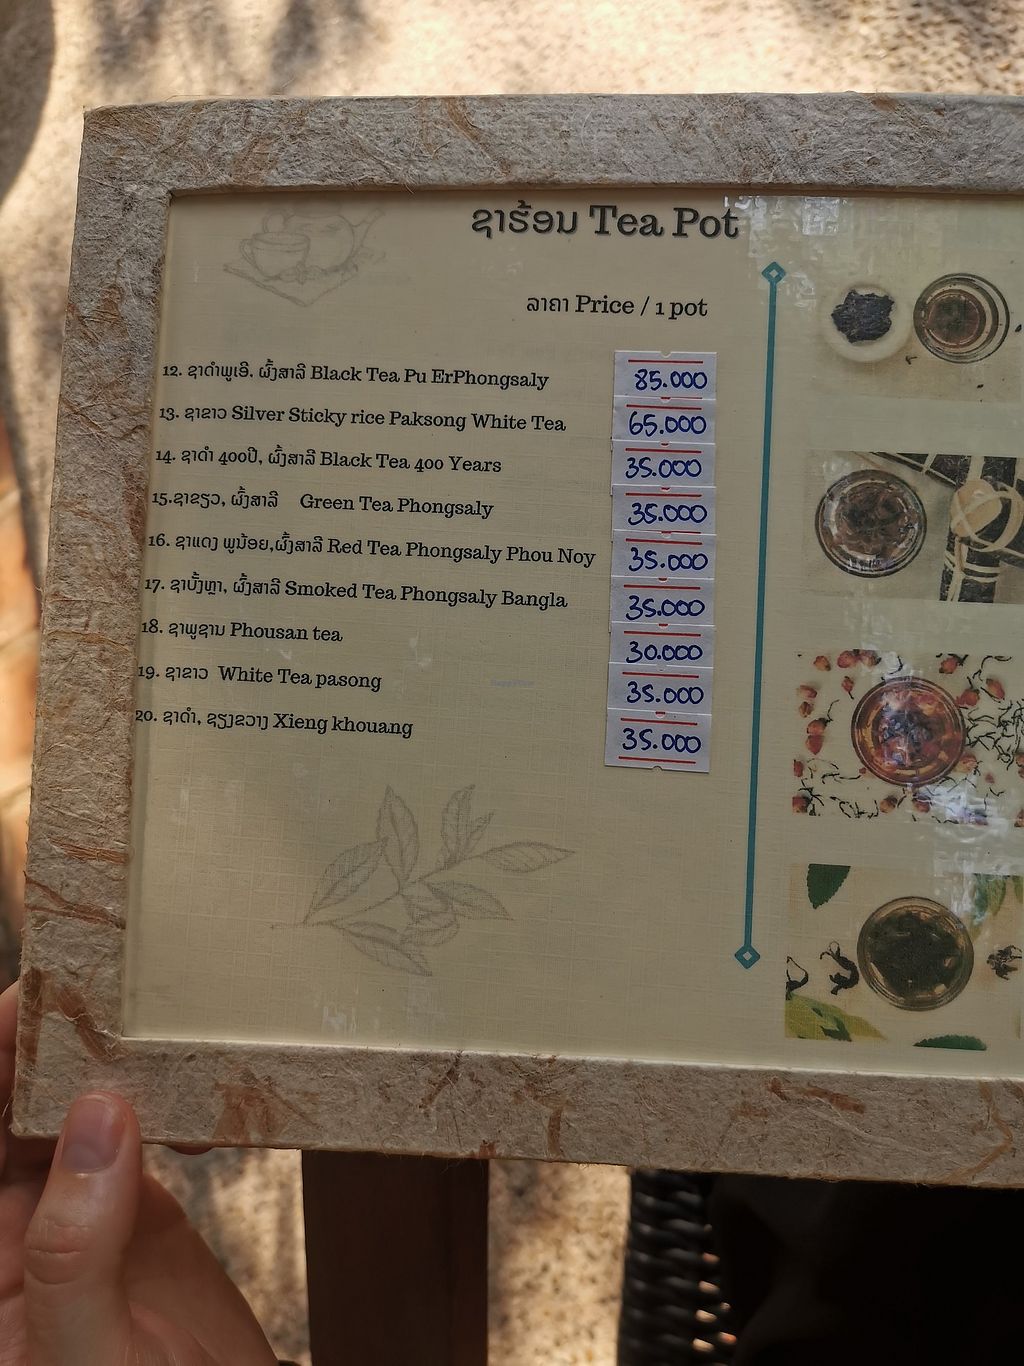 ຊາຮ້ອນ Tea Pot
ລາຄາ Price / 1 pot
12. ຊາດຳພູເອີ. ຜົ້ງສາລີ Black Tea Pu ErPhongsaly 85.000
13. ຊາຂາວ Silver Sticky rice Paksong White Tea 65.000
14. ຊາດຳ 400ປີ, ຜົ້ງສາລີ Black Tea 400 Years 35.000
15.ຊາຂຽວ, ຜົ້ງສາລີ Green Tea Phongsaly 35.000
16. ຊາແດງ ພູນ້ອຍ,ຜົ້ງສາລີ Red Tea Phongsaly Phou Noy 35.000
17. ຊາບັ້ງຫຼາ, ຜົ້ງສາລີ Smoked Tea Phongsaly Bangla 35.000
18. ຊາພູຊານ Phousan tea 30.000
19. ຊາຂາວ White Tea pasong 35.000
20. ຊາດຳ, ຊຽງຂວາງ Xieng khouang 35.000